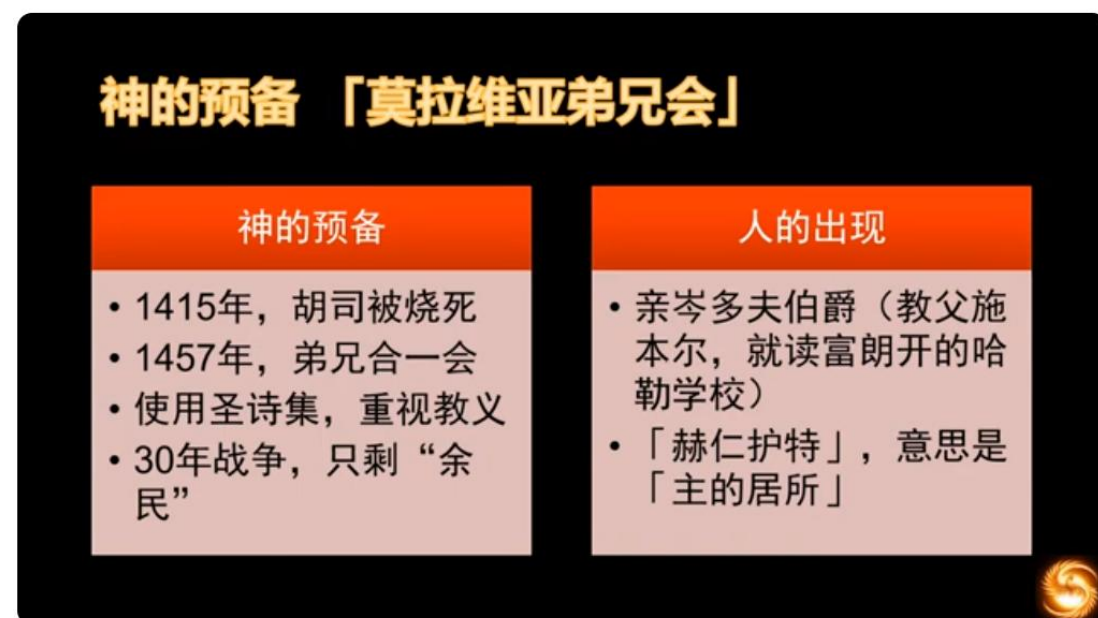 神的预备 「莫拉维亚弟兄会」
神的预备
• 1415年，胡司被烧死
• 1457年，弟兄合一会
• 使用圣诗集，重视教义
• 30年战争，只剩“余
民”
人的出现
• 亲岑多夫伯爵（教父施
本尔，就读富朗开的哈
勒学校）
• 「赫仁护特」，意思是
「主的居所」